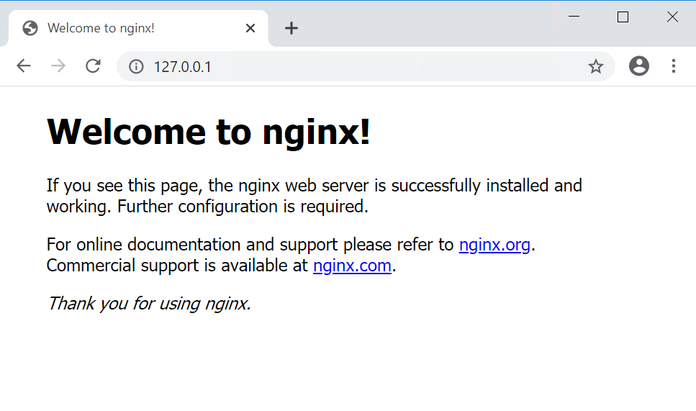 Welcome to nginx!
127.0.0.1
Welcome to nginx!
If you see this page, the nginx web server is successfully installed and
working. Further configuration is required.
For online documentation and support please refer to nginx.org.
Commercial support is available at nginx.com.
Thank you for using nginx.